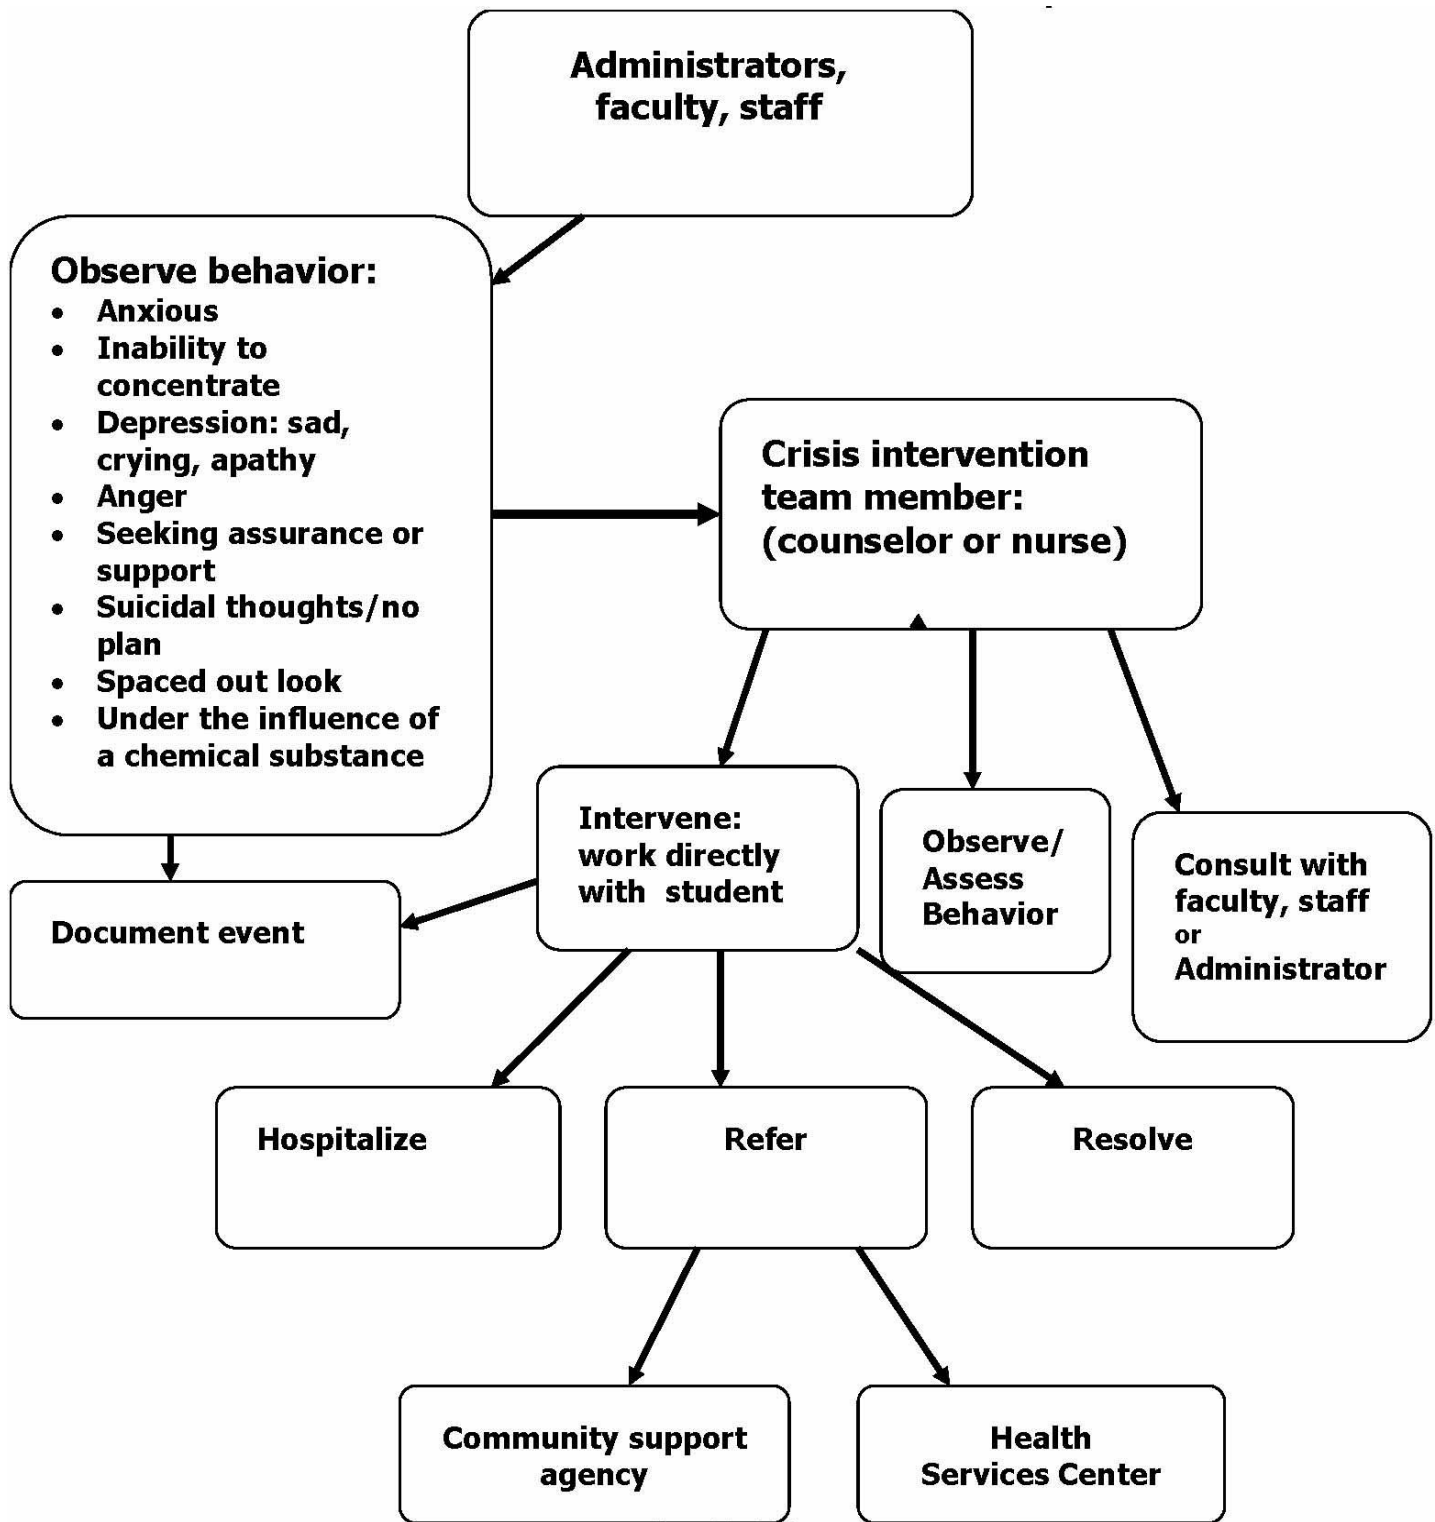 Administrators,
faculty, staff
Observe behavior:
• Anxious
• Inability to
concentrate
• Depression: sad,
crying, apathy
• Anger
• Seeking assurance or
support
• Suicidal thoughts/no
plan
• Spaced out look
• Under the influence of
a chemical substance
Crisis intervention
team member:
(counselor or nurse)
Intervene:
work directly
with student
Observe/
Assess
Behavior
Consult with
faculty, staff
or
Administrator
Document event
Hospitalize
Refer
Resolve
Community support
agency
Health
Services Center